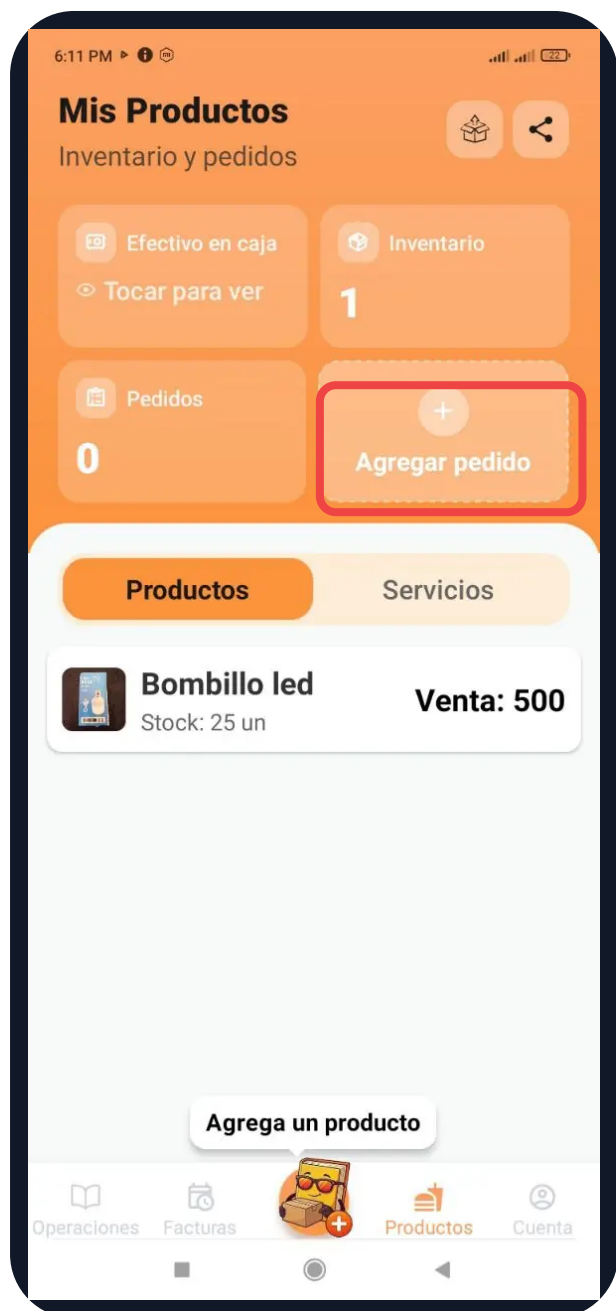 6:11 PM
22
Mis Productos
Inventario y pedidos
Efectivo en caja
Tocar para ver
Inventario
1
Pedidos
0
+
Agregar pedido
Productos
Servicios
Bombillo led
Stock: 25 un
Venta: 500
Agrega un producto
Operaciones
Facturas
Productos
Cuenta